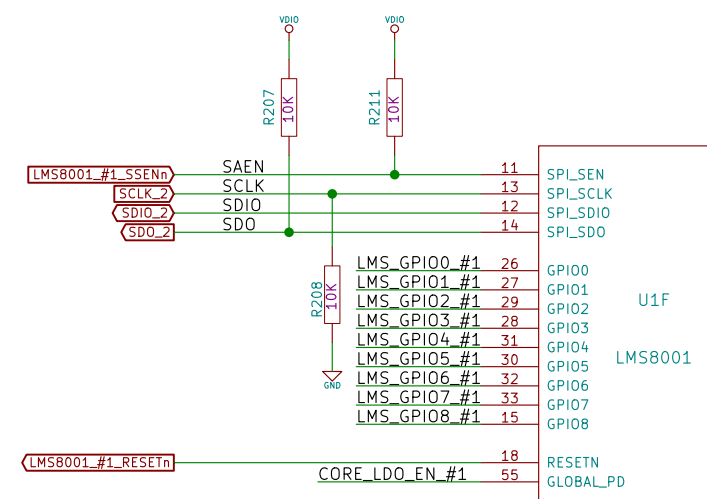 VDIO VDIO
R207 10K R211 10K
LMS8001_#1_SSENn SAEN 11 SPI_SEN
SCLK_2 SCLK 13 SPI_SCLK
SDIO_2 SDIO 12 SPI_SDIO
SDO_2 SDO 14 SPI_SDO
LMS_GPIO0_#1 26 GPIO0
LMS_GPIO1_#1 27 GPIO1
R208 10K LMS_GPIO2_#1 29 GPIO2 U1F
LMS_GPIO3_#1 28 GPIO3
LMS_GPIO4_#1 31 GPIO4 LMS8001
LMS_GPIO5_#1 30 GPIO5
GND LMS_GPIO6_#1 32 GPIO6
LMS_GPIO7_#1 33 GPIO7
LMS_GPIO8_#1 15 GPIO8
LMS8001_#1_RESETn 18 RESETN
CORE_LDO_EN_#1 55 GLOBAL_PD